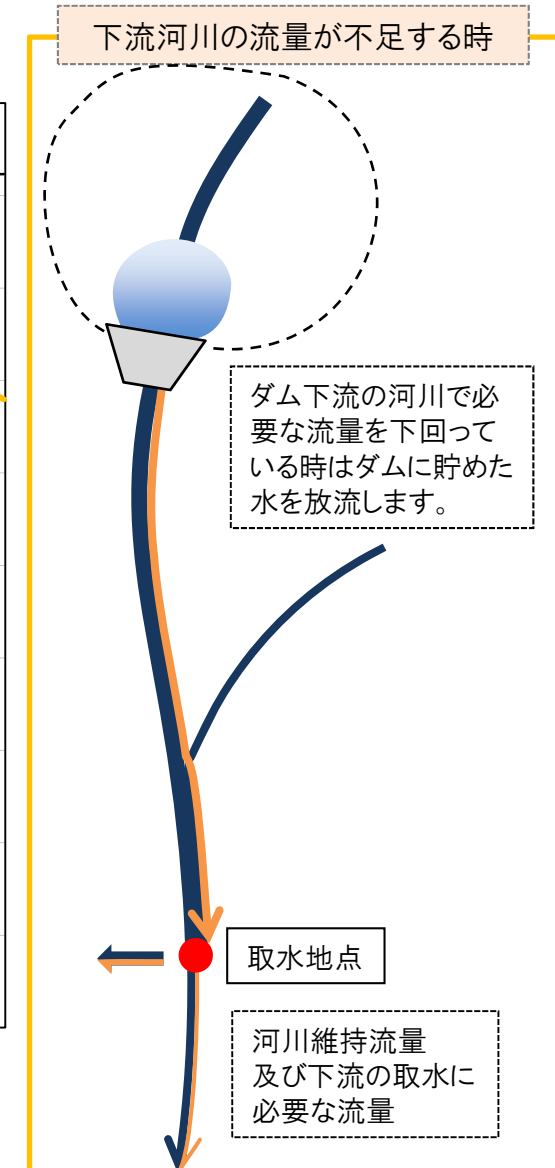 下流河川の流量が不足する時
ダム下流の河川で必
要な流量を下回って
いる時はダムに貯めた
水を放流します。
取水地点
河川維持流量
及び下流の取水に
必要な流量